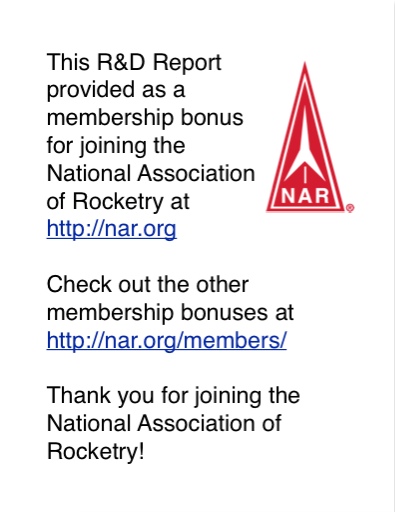 This R&D Report
provided as a
membership bonus
for joining the
National Association
of Rocketry at
http://nar.org
NAR
®
Check out the other
membership bonuses at
http://nar.org/members/
Thank you for joining the
National Association of
Rocketry!